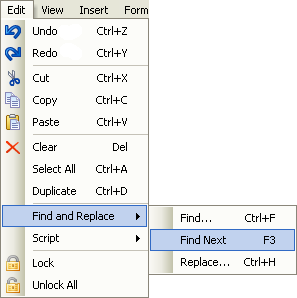 Edit View Insert Form
Undo Ctrl+Z
Redo Ctrl+Y
Cut Ctrl+X
Copy Ctrl+C
Paste Ctrl+V
Clear Del
Select All Ctrl+A
Duplicate Ctrl+D
Find and Replace
Find... Ctrl+F
Script
Find Next F3
Lock
Replace... Ctrl+H
Unlock All